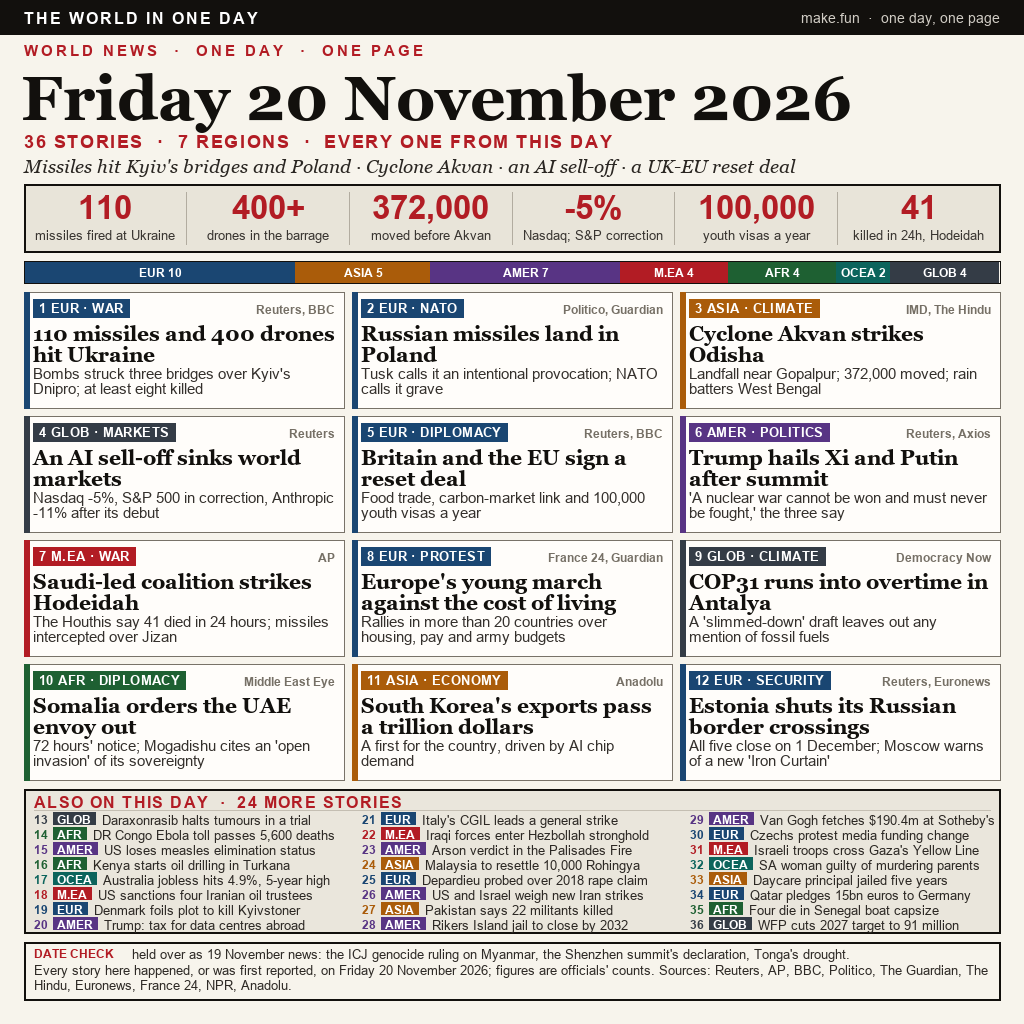 THE WORLD IN ONE DAY
make.fun · one day, one page
WORLD NEWS · ONE DAY · ONE PAGE
Friday 20 November 2026
36 STORIES · 7 REGIONS · EVERY ONE FROM THIS DAY
Missiles hit Kyiv's bridges and Poland · Cyclone Akvan · an AI sell-off · a UK-EU reset deal
110
missiles fired at Ukraine
400+
drones in the barrage
372,000
moved before Akvan
-5%
Nasdaq; S&P correction
100,000
youth visas a year
41
killed in 24h, Hodeidah
EUR 10
ASIA 5
AMER 7
M.EA 4
AFR 4
OCEA 2
GLOB 4
1 EUR · WAR
Reuters, BBC
110 missiles and 400 drones
hit Ukraine
Bombs struck three bridges over Kyiv's
Dnipro; at least eight killed
2 EUR · NATO
Politico, Guardian
Russian missiles land in
Poland
Tusk calls it an intentional provocation; NATO
calls it grave
3 ASIA · CLIMATE
IMD, The Hindu
Cyclone Akvan strikes
Odisha
Landfall near Gopalpur; 372,000 moved; rain
batters West Bengal
4 GLOB · MARKETS
Reuters
An AI sell-off sinks world
markets
Nasdaq -5%, S&P 500 in correction, Anthropic
-11% after its debut
5 EUR · DIPLOMACY
Reuters, BBC
Britain and the EU sign a
reset deal
Food trade, carbon-market link and 100,000
youth visas a year
6 AMER · POLITICS
Reuters, Axios
Trump hails Xi and Putin
after summit
'A nuclear war cannot be won and must never
be fought,' the three say
7 M.EA · WAR
AP
Saudi-led coalition strikes
Hodeidah
The Houthis say 41 died in 24 hours; missiles
intercepted over Jizan
8 EUR · PROTEST
France 24, Guardian
Europe's young march
against the cost of living
Rallies in more than 20 countries over
housing, pay and army budgets
9 GLOB · CLIMATE
Democracy Now
COP31 runs into overtime in
Antalya
A 'slimmed-down' draft leaves out any
mention of fossil fuels
10 AFR · DIPLOMACY
Middle East Eye
Somalia orders the UAE
envoy out
72 hours' notice; Mogadishu cites an 'open
invasion' of its sovereignty
11 ASIA · ECONOMY
Anadolu
South Korea's exports pass
a trillion dollars
A first for the country, driven by AI chip
demand
12 EUR · SECURITY
Reuters, Euronews
Estonia shuts its Russian
border crossings
All five close on 1 December; Moscow warns
of a new 'Iron Curtain'
ALSO ON THIS DAY · 24 MORE STORIES
13 GLOB Daraxonrasib halts tumours in a trial
14 AFR DR Congo Ebola toll passes 5,600 deaths
15 AMER US loses measles elimination status
16 AFR Kenya starts oil drilling in Turkana
17 OCEA Australia jobless hits 4.9%, 5-year high
18 M.EA US sanctions four Iranian oil trustees
19 EUR Denmark foils plot to kill Kyivstoner
20 AMER Trump: tax for data centres abroad
21 EUR Italy's CGIL leads a general strike
22 M.EA Iraqi forces enter Hezbollah stronghold
23 AMER Arson verdict in the Palisades Fire
24 ASIA Malaysia to resettle 10,000 Rohingya
25 EUR Depardieu probed over 2018 rape claim
26 AMER US and Israel weigh new Iran strikes
27 ASIA Pakistan says 22 militants killed
28 AMER Rikers Island jail to close by 2032
29 AMER Van Gogh fetches $190.4m at Sotheby's
30 EUR Czechs protest media funding change
31 M.EA Israeli troops cross Gaza's Yellow Line
32 OCEA SA woman guilty of murdering parents
33 ASIA Daycare principal jailed five years
34 EUR Qatar pledges 15bn euros to Germany
35 AFR Four die in Senegal boat capsize
36 GLOB WFP cuts 2027 target to 91 million
DATE CHECK held over as 19 November news: the ICJ genocide ruling on Myanmar, the Shenzhen summit's declaration, Tonga's drought.
Every story here happened, or was first reported, on Friday 20 November 2026; figures are officials' counts. Sources: Reuters, AP, BBC, Politico, The Guardian, The
Hindu, Euronews, France 24, NPR, Anadolu.